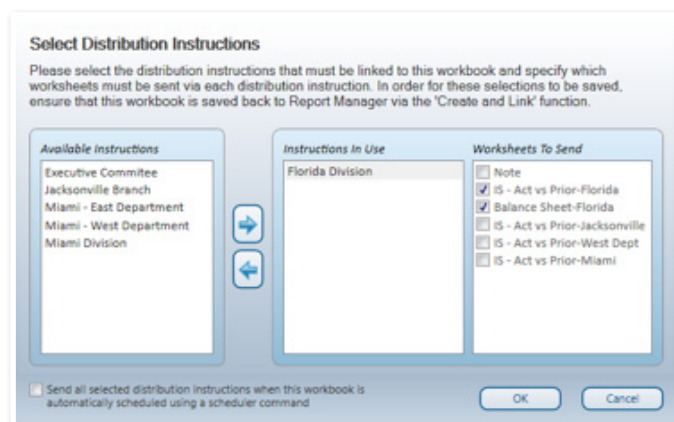 Select Distribution Instructions
Please select the distribution instructions that must be linked to this workbook and specify which
worksheets must be sent via each distribution instruction. In order for these selections to be saved,
ensure that this workbook is saved back to Report Manager via the 'Create and Link' function.
Available Instructions
Executive Commitee
Jacksonville Branch
Miami - East Department
Miami - West Department
Miami Division
Instructions In Use
Florida Division
Worksheets To Send
Note
IS - Act vs Prior-Florida
Balance Sheet-Florida
IS - Act vs Prior-Jacksonville
IS - Act vs Prior-West Dept
IS - Act vs Prior-Miami
Send all selected distribution instructions when this workbook is
automatically scheduled using a scheduler command
OK
Cancel